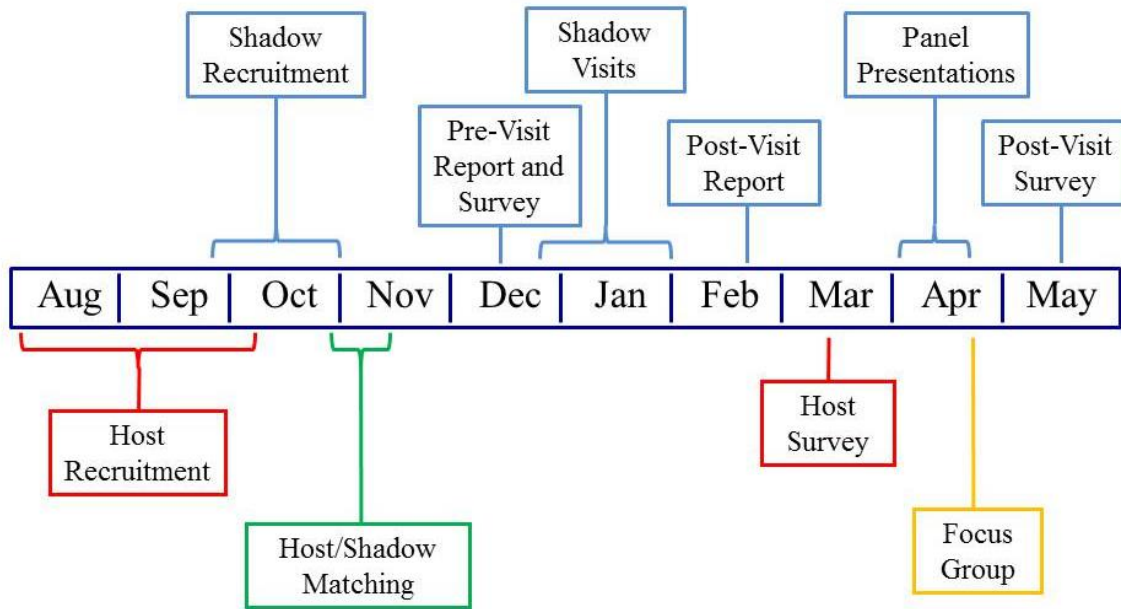 Shadow
Recruitment
Shadow
Visits
Panel
Presentations
Pre-Visit
Report and
Survey
Post-Visit
Report
Post-Visit
Survey
Aug Sep Oct Nov Dec Jan Feb Mar Apr May
Host
Recruitment
Host
Survey
Host/Shadow
Matching
Focus
Group